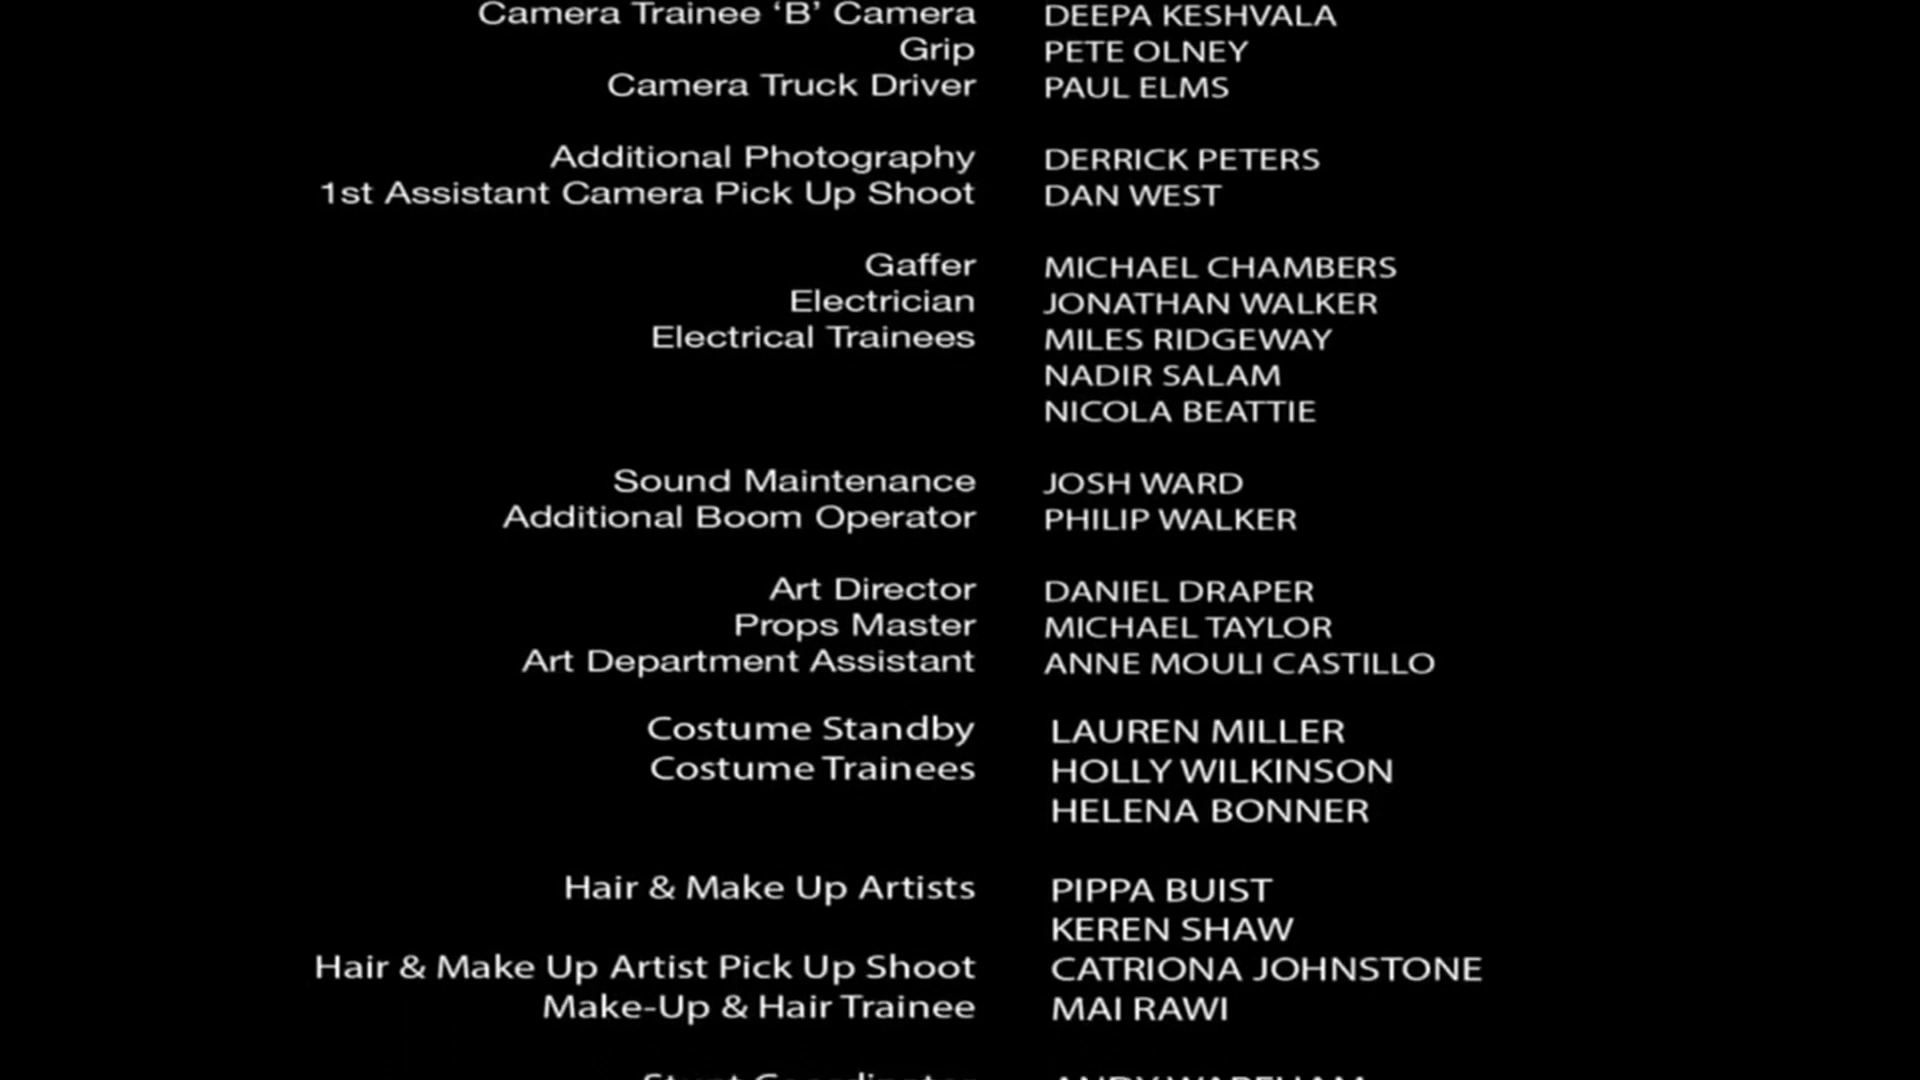 Camera Trainee ‘B’ Camera DEEPA KESHVALA
Grip PETE OLNEY
Camera Truck Driver PAUL ELMS
Additional Photography DERRICK PETERS
1st Assistant Camera Pick Up Shoot DAN WEST
Gaffer MICHAEL CHAMBERS
Electrician JONATHAN WALKER
Electrical Trainees MILES RIDGEWAY
NADIR SALAM
NICOLA BEATTIE
Sound Maintenance JOSH WARD
Additional Boom Operator PHILIP WALKER
Art Director DANIEL DRAPER
Props Master MICHAEL TAYLOR
Art Department Assistant ANNE MOULI CASTILLO
Costume Standby LAUREN MILLER
Costume Trainees HOLLY WILKINSON
HELENA BONNER
Hair & Make Up Artists PIPPA BUIST
KEREN SHAW
Hair & Make Up Artist Pick Up Shoot CATRIONA JOHNSTONE
Make-Up & Hair Trainee MAI RAWI
Stunt Coordinator ANDY WAREHAM